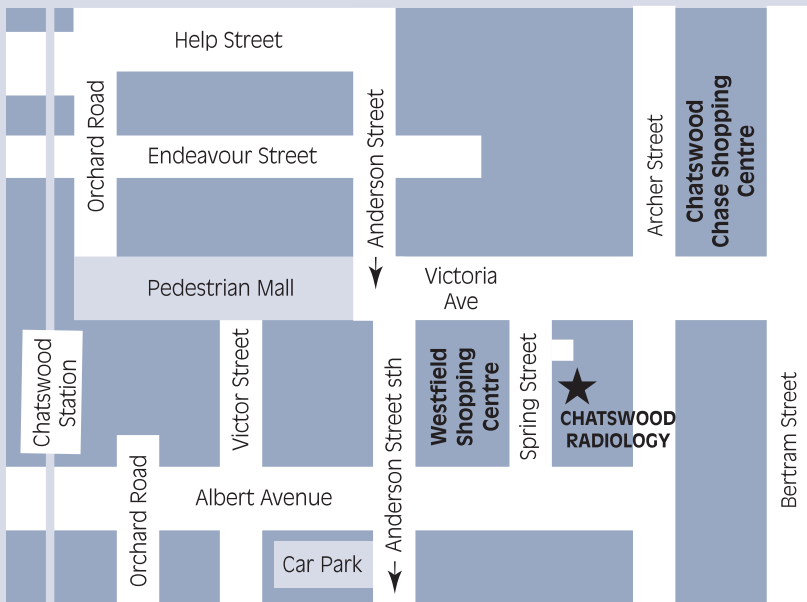 Help Street
Orchard Road
Endeavour Street
Anderson Street
Archer Street
Chatswood
Chase Shopping
Centre
Pedestrian Mall
Victoria
Ave
Chatswood
Station
Victor Street
Anderson Street sth
Westfield
Shopping
Centre
Spring Street
CHATSWOOD
RADIOLOGY
Bertram Street
Orchard Road
Albert Avenue
Car Park